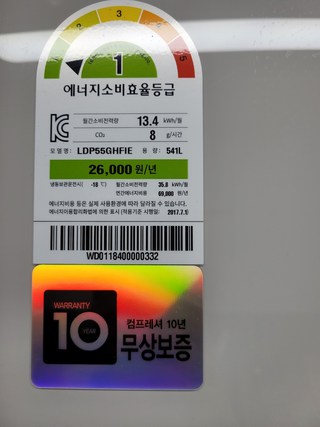 2 3 4
5
1
에너지소비효율등급
월간소비전력량 13.4 kWh/월
CO₂ 8 g/시간
모델명: LDP55GHFIE 541L
26,000 원/년
냉동보관운전시: -18℃ 월간소비전력량 35.8 kWh/월
연간에너지비용 69,000 원/년
에너지비용 등은 실제 사용환경에 따라 달라질 수 있습니다.
에너지이용합리화법에 의한 표시 (적용기준 시행일: 2017.7.1)
WD0118400000332
WARRANTY
10 YEAR
컴프레셔 10년
무상보증